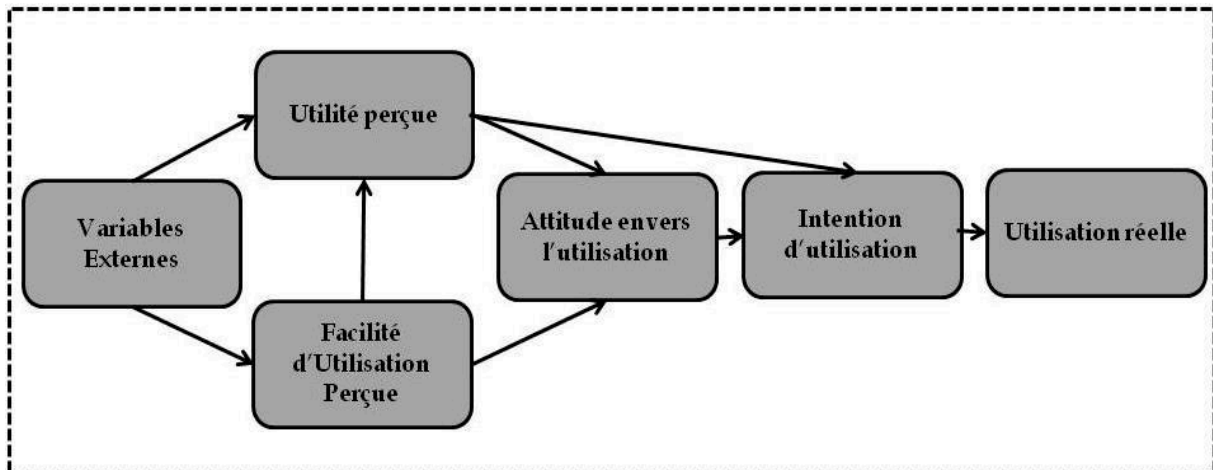 Utilité perçue
Variables
Externes
Facilité
d'Utilisation
Perçue
Attitude envers
l'utilisation
Intention
d'utilisation
Utilisation réelle